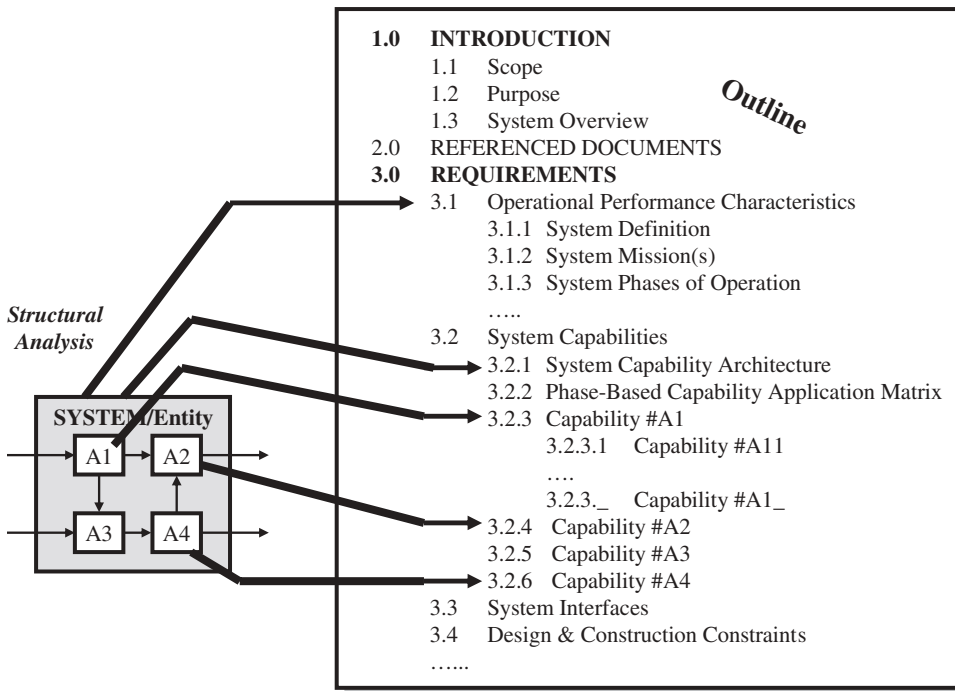 1.0 INTRODUCTION
1.1 Scope
1.2 Purpose
1.3 System Overview
Outline
2.0 REFERENCED DOCUMENTS
3.0 REQUIREMENTS
3.1 Operational Performance Characteristics
3.1.1 System Definition
3.1.2 System Mission(s)
3.1.3 System Phases of Operation
…..
3.2 System Capabilities
3.2.1 System Capability Architecture
3.2.2 Phase-Based Capability Application Matrix
3.2.3 Capability #A1
3.2.3.1 Capability #A11
….
3.2.3._ Capability #A1_
3.2.4 Capability #A2
3.2.5 Capability #A3
3.2.6 Capability #A4
3.3 System Interfaces
3.4 Design & Construction Constraints
…...
Structural
Analysis
SYSTEM/Entity
A1 A2
A3 A4